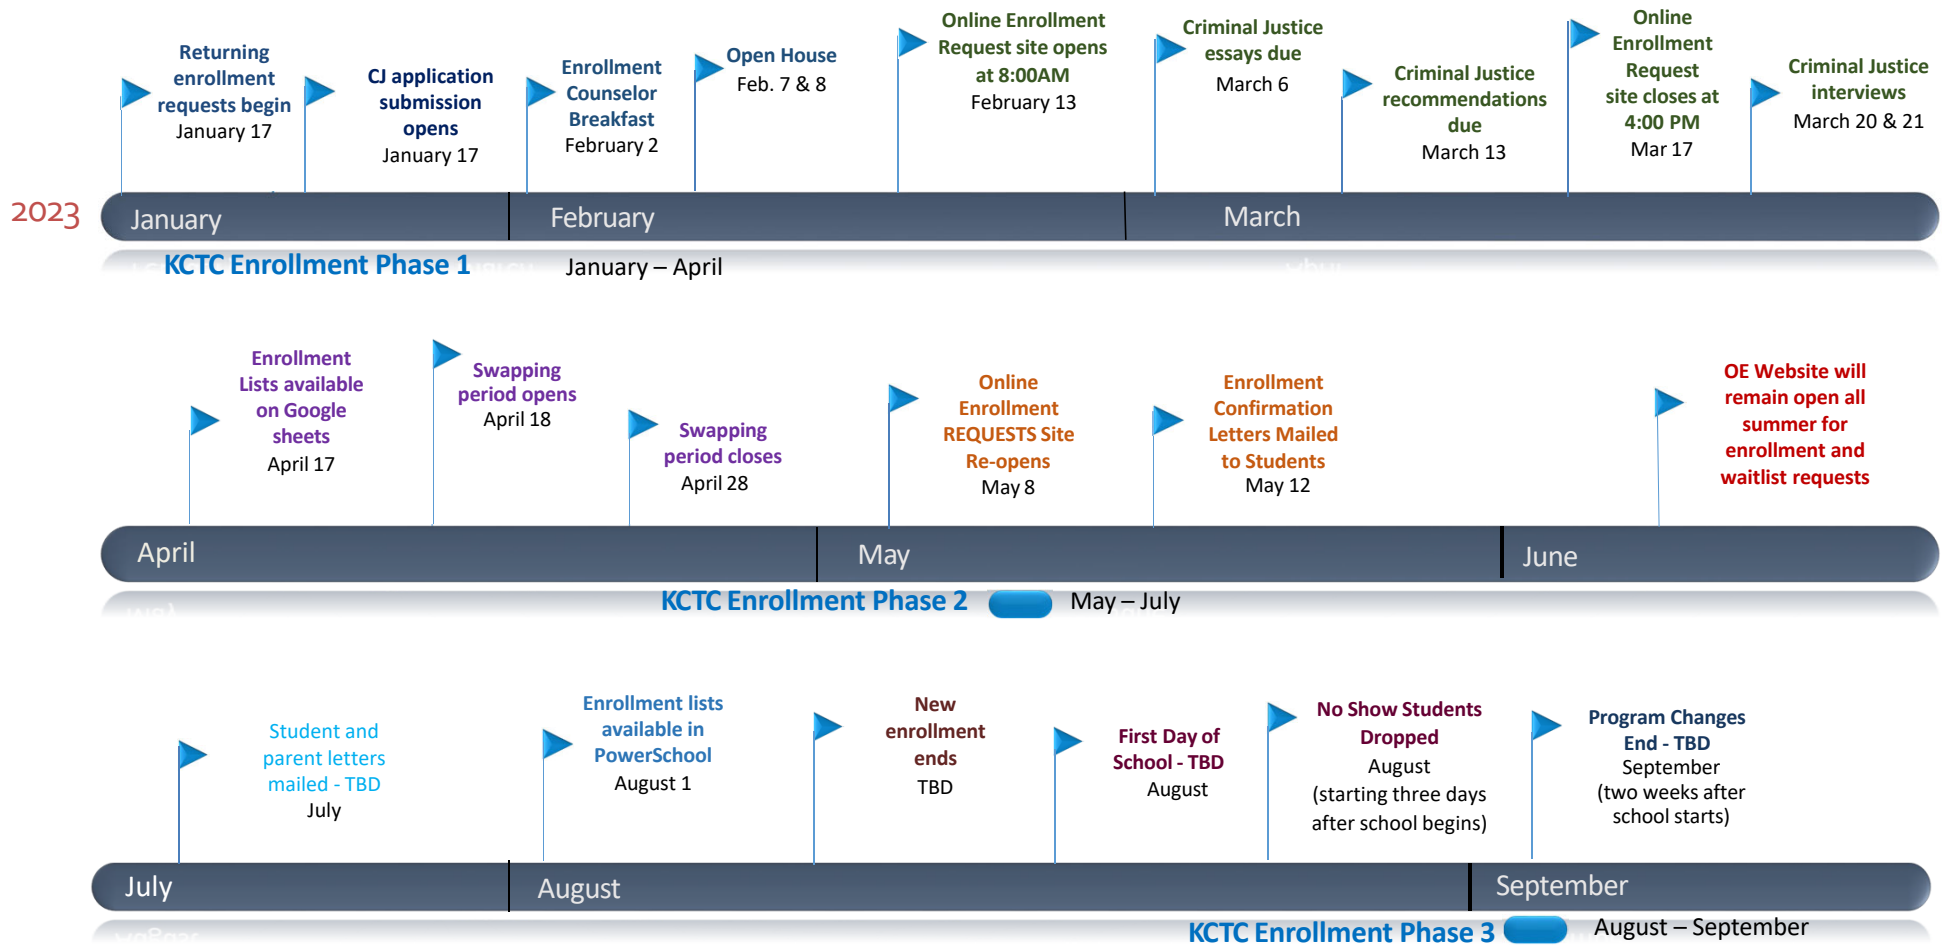 Returning
enrollment
requests begin
January 17
CJ application
submission
opens
January 17
Enrollment
Counselor
Breakfast
February 2
Open House
Feb. 7 & 8
Online Enrollment
Request site opens
at 8:00AM
February 13
Criminal Justice
essays due
March 6
Criminal Justice
recommendations
due
March 13
Online
Enrollment
Request
site closes at
4:00 PM
Mar 17
Criminal Justice
interviews
March 20 & 21
2023
January
February
March
KCTC Enrollment Phase 1
January – April
Enrollment
Lists available
on Google
sheets
April 17
Swapping
period opens
April 18
Swapping
period closes
April 28
Online
Enrollment
REQUESTS Site
Re-opens
May 8
Enrollment
Confirmation
Letters Mailed
to Students
May 12
OE Website will
remain open all
summer for
enrollment and
waitlist requests
April
May
June
KCTC Enrollment Phase 2
May – July
Student and
parent letters
mailed - TBD
July
Enrollment lists
available in
PowerSchool
August 1
New
enrollment
ends
TBD
First Day of
School - TBD
August
No Show Students
Dropped
August
(starting three days
after school begins)
Program Changes
End - TBD
September
(two weeks after
school starts)
July
August
September
KCTC Enrollment Phase 3
August – September